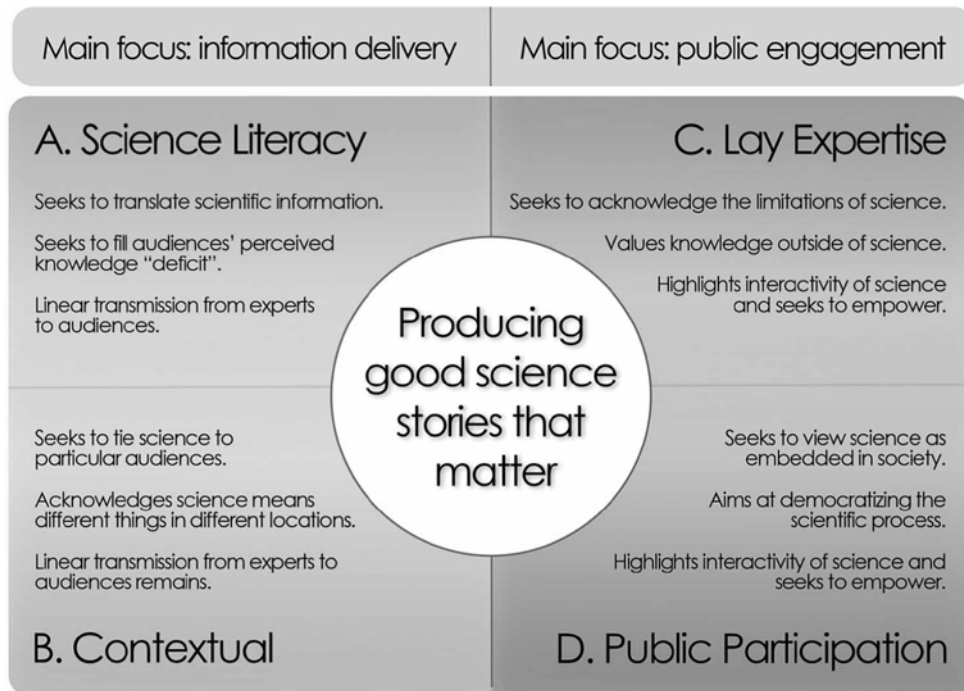 Main focus: information delivery
Main focus: public engagement
A. Science Literacy
Seeks to translate scientific information.
Seeks to fill audiences’ perceived
knowledge “deficit”.
Linear transmission from experts
to audiences.
C. Lay Expertise
Seeks to acknowledge the limitations of science.
Values knowledge outside of science.
Highlights interactivity of science
and seeks to empower.
Producing
good science
stories that
matter
Seeks to tie science to
particular audiences.
Acknowledges science means
different things in different locations.
Linear transmission from experts to
audiences remains.
B. Contextual
Seeks to view science as
embedded in society.
Aims at democratizing the
scientific process.
Highlights interactivity of science and
seeks to empower.
D. Public Participation